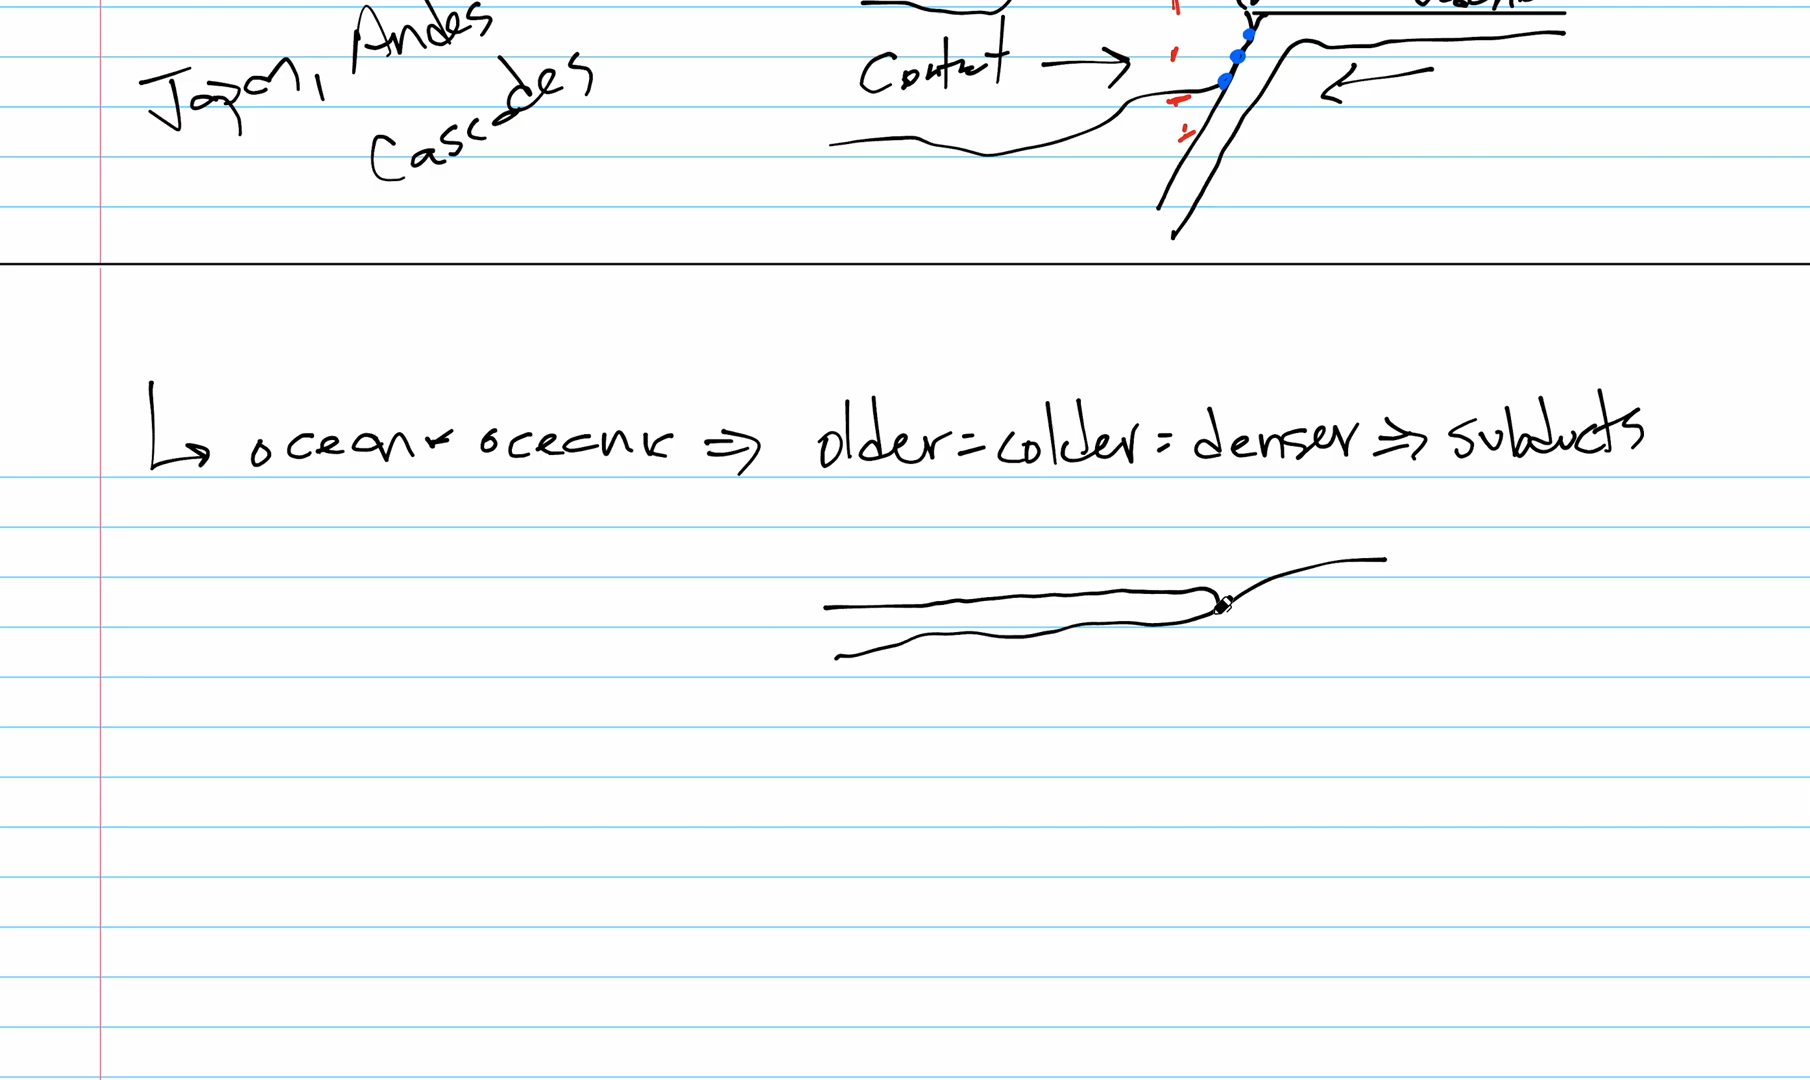 Japan, Andes
Cascades
Contact →
↳ ocean + oceanic ⇒ older = colder = denser ⇒ subducts